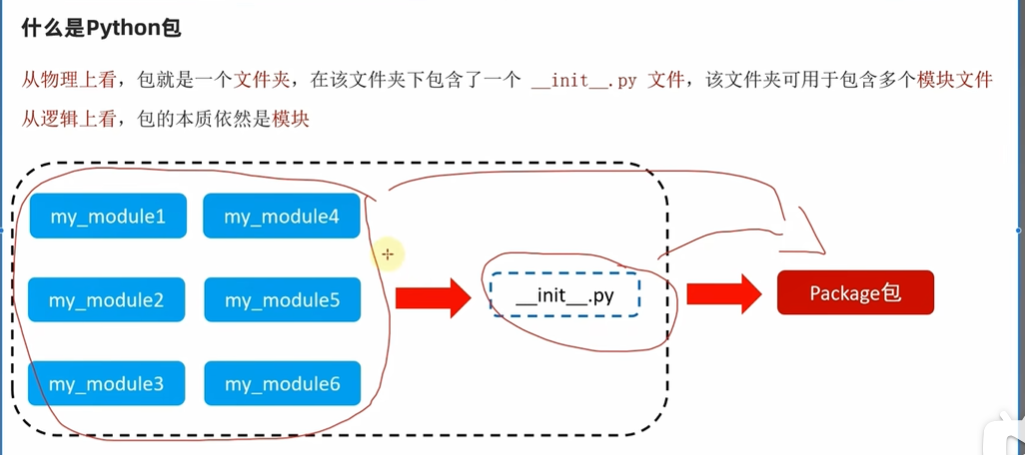 什么是Python包
从物理上看，包就是一个文件夹，在该文件夹下包含了一个 __init__.py 文件，该文件夹可用于包含多个模块文件
从逻辑上看，包的本质依然是模块
my_module1 my_module4
my_module2 my_module5 __init__.py Package包
my_module3 my_module6